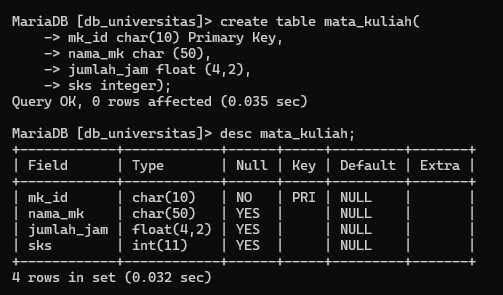 MariaDB [db_universitas]> create table mata_kuliah(
    -> mk_id char(10) Primary Key,
    -> nama_mk char (50),
    -> jumlah_jam float (4,2),
    -> sks integer);
Query OK, 0 rows affected (0.035 sec)

MariaDB [db_universitas]> desc mata_kuliah;
+------------+------------+------+-----+---------+-------+
| Field      | Type       | Null | Key | Default | Extra |
+------------+------------+------+-----+---------+-------+
| mk_id      | char(10)   | NO   | PRI | NULL    |       |
| nama_mk    | char(50)   | YES  |     | NULL    |       |
| jumlah_jam | float(4,2) | YES  |     | NULL    |       |
| sks        | int(11)    | YES  |     | NULL    |       |
+------------+------------+------+-----+---------+-------+
4 rows in set (0.032 sec)